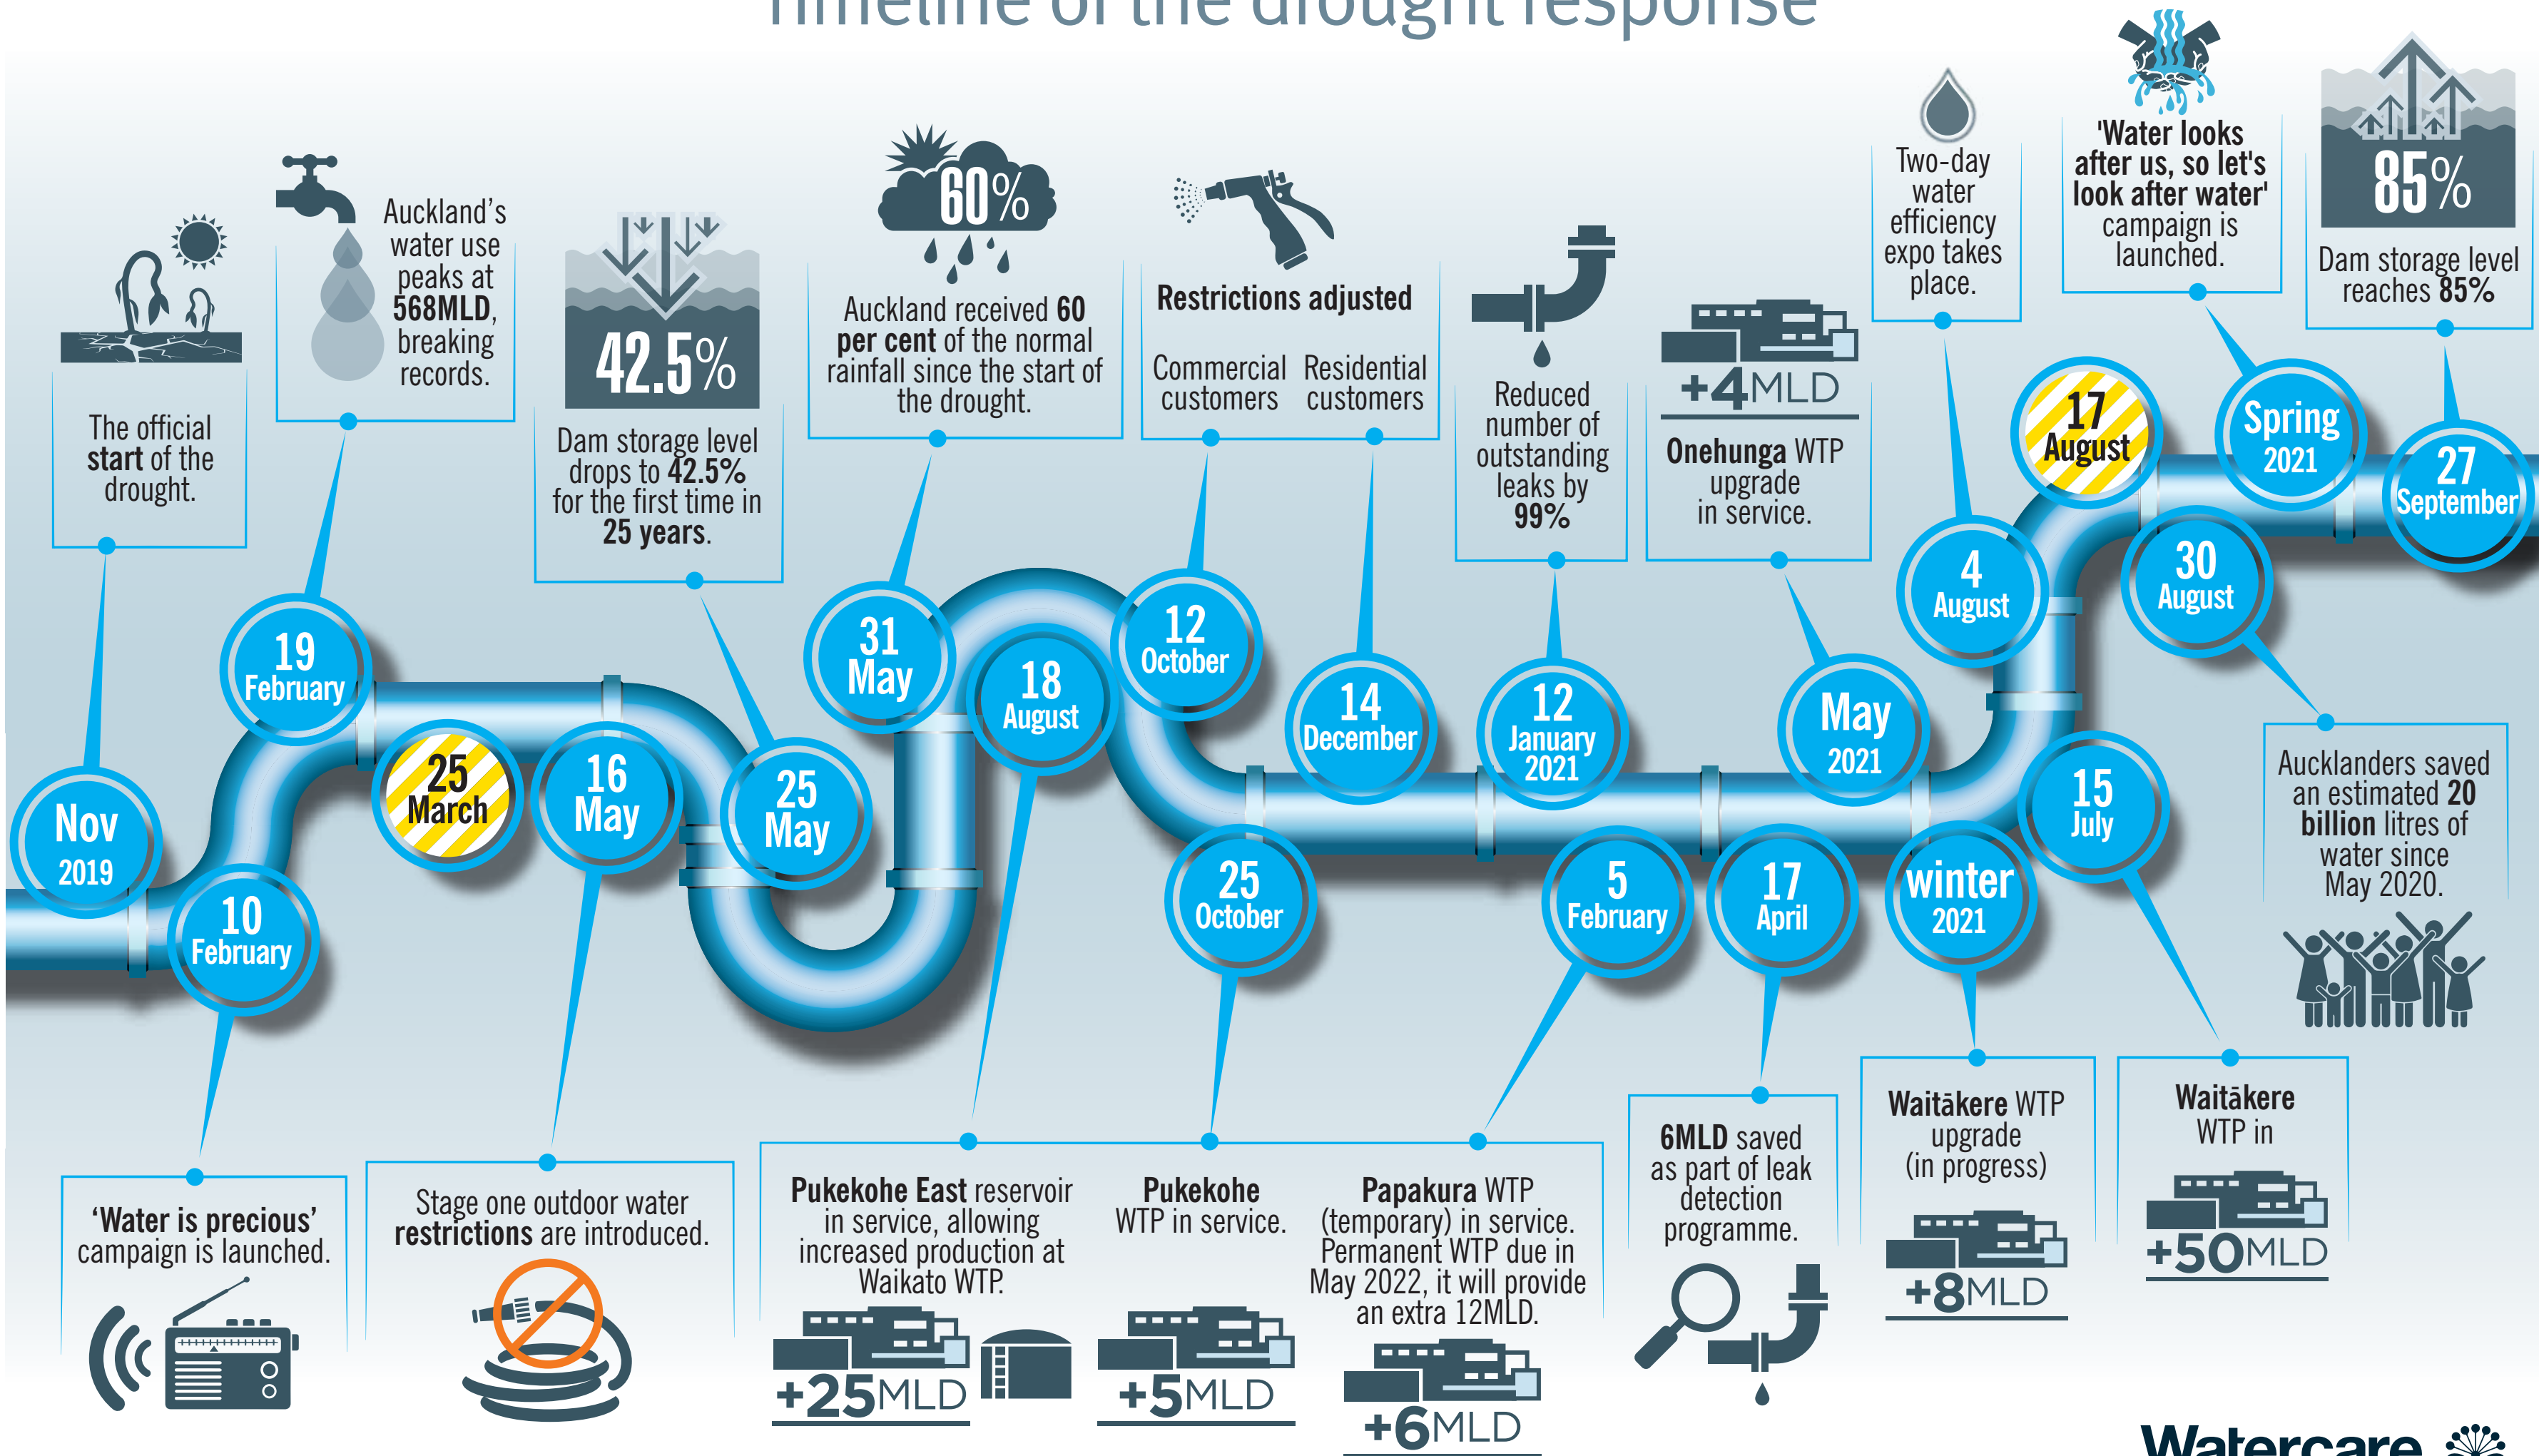 Timeline of the drought response
Nov
2019
The official
start of the
drought.
10
February
'Water is precious'
campaign is launched.
19
February
Auckland's
water use
peaks at
568MLD,
breaking
records.
25
March
16
May
Stage one outdoor water
restrictions are introduced.
25
May
42.5%
Dam storage level
drops to 42.5%
for the first time in
25 years.
31
May
60%
Auckland received 60
per cent of the normal
rainfall since the start of
the drought.
18
August
Pukekohe East reservoir
in service, allowing
increased production at
Waikato WTP.
+25MLD
Restrictions adjusted
12
October
Commercial
customers
25
October
Pukekohe
WTP in service.
+5MLD
14
December
Residential
customers
12
January
2021
Reduced
number of
outstanding
leaks by
99%
5
February
Papakura WTP
(temporary) in service.
Permanent WTP due in
May 2022, it will provide
an extra 12MLD.
+6MLD
17
April
6MLD saved
as part of leak
detection
programme.
May
2021
+4MLD
Onehunga WTP
upgrade
in service.
winter
2021
Waitākere WTP
upgrade
(in progress)
+8MLD
15
July
Waitākere
WTP in
+50MLD
4
August
Two-day
water
efficiency
expo takes
place.
17
August
30
August
Aucklanders saved
an estimated 20
billion litres of
water since
May 2020.
Spring
2021
'Water looks
after us, so let's
look after water'
campaign is
launched.
27
September
85%
Dam storage level
reaches 85%
Watercare